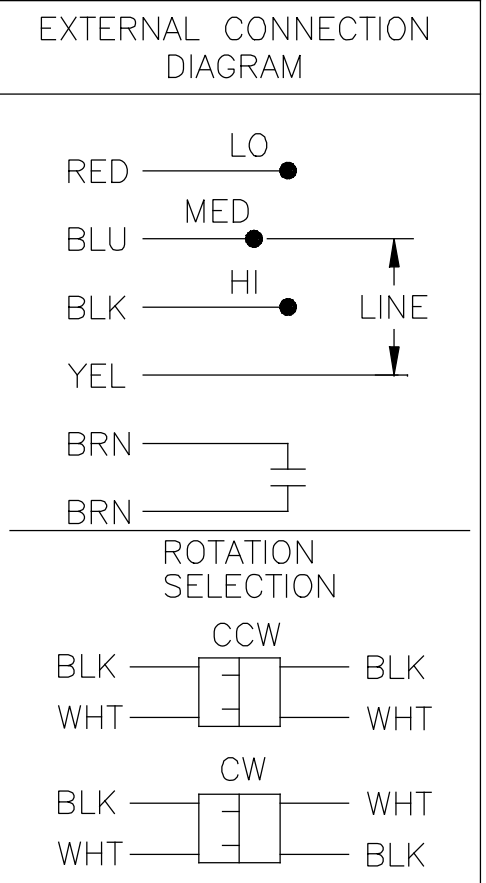 EXTERNAL CONNECTION
DIAGRAM
LO
RED
MED
BLU
HI
BLK
LINE
YEL
BRN
BRN
ROTATION
SELECTION
CCW
BLK BLK
WHT WHT
CW
BLK WHT
WHT BLK